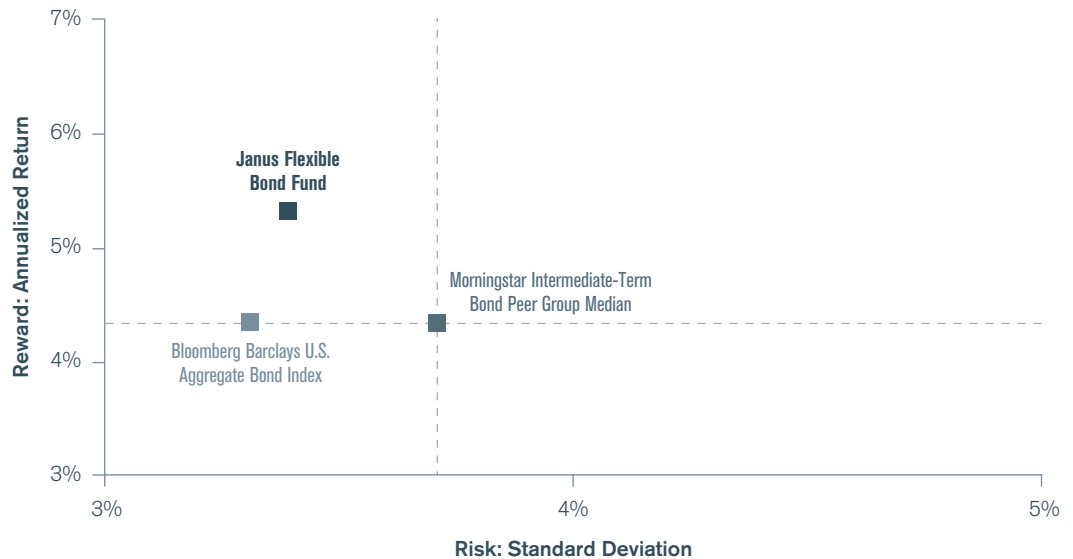 7%
6%
5%
4%
3%
Reward: Annualized Return
Janus Flexible
Bond Fund
Morningstar Intermediate-Term
Bond Peer Group Median
Bloomberg Barclays U.S.
Aggregate Bond Index
3%
4%
5%
Risk: Standard Deviation